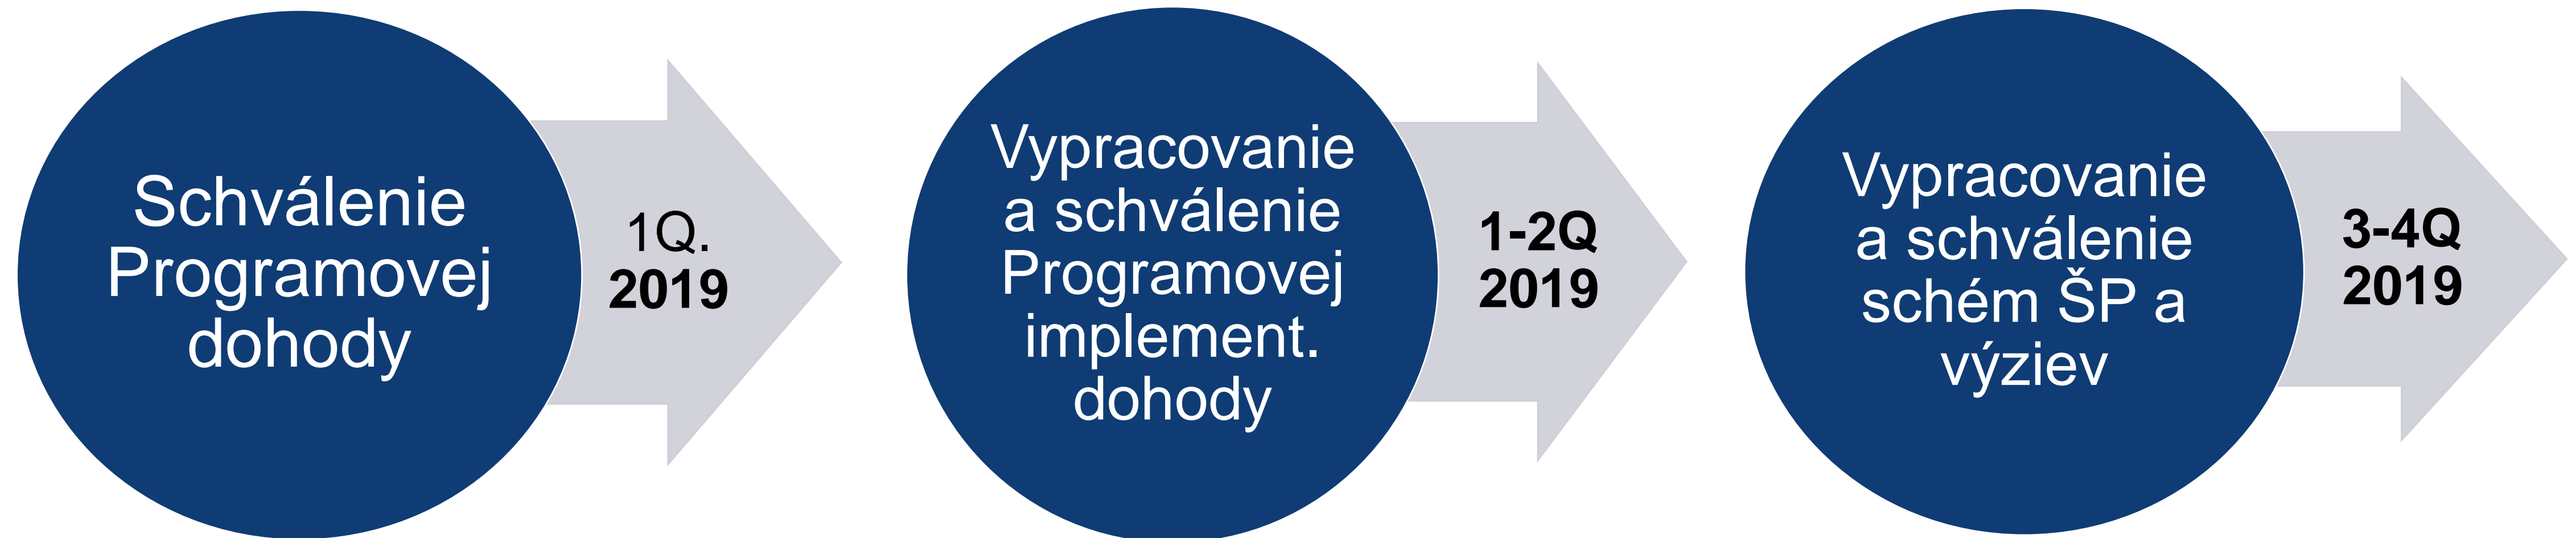 Schválenie
Programovej
dohody
1Q.
2019
Vypracovanie
a schválenie
Programovej
implement.
dohody
1-2Q
2019
Vypracovanie
a schválenie
schém ŠP a
výziev
3-4Q
2019